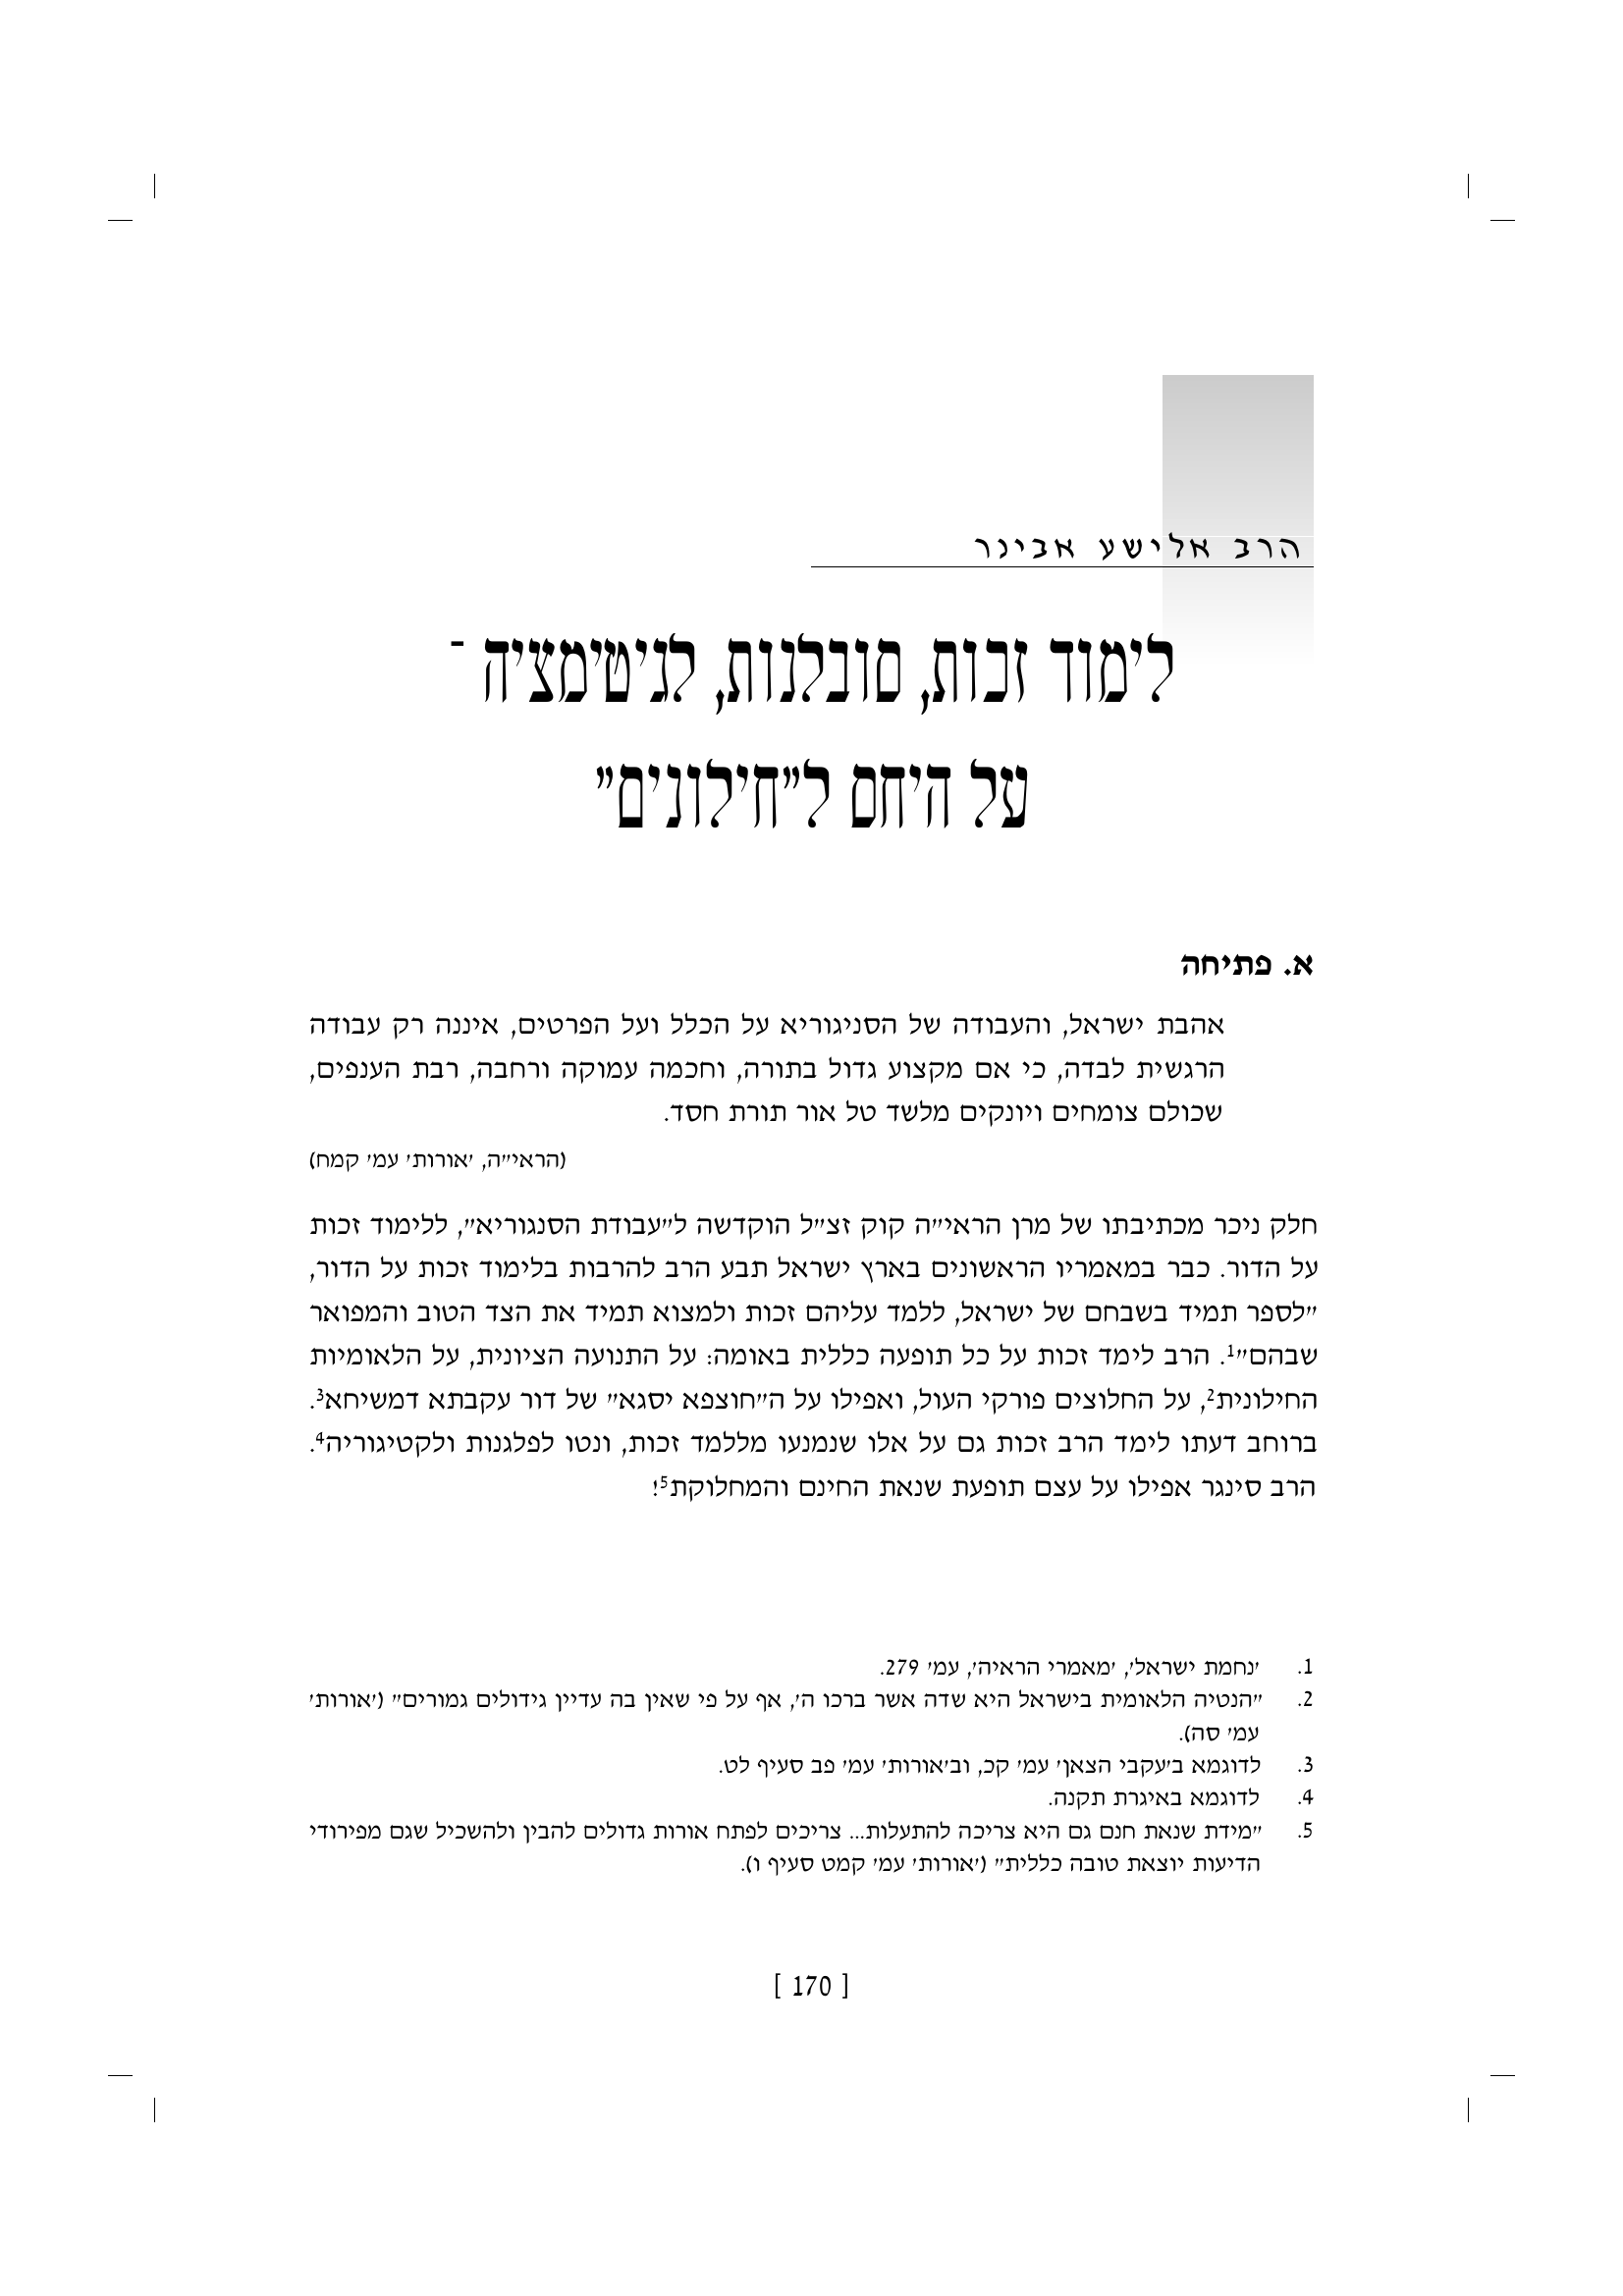 הרב אלישע אבינר
לימוד זכות, סובלנות, לגיטימציה -
על היחס ל"חילונים"
א. פתיחה
אהבת ישראל, והעבודה של הסניגוריא על הכלל ועל הפרטים, איננה רק עבודה
הרגשית לבדה, כי אם מקצוע גדול בתורה, וחכמה עמוקה ורחבה, רבת הענפים,
שכולם צומחים ויונקים מלשד טל אור תורת חסד.
(הראי"ה, 'אורות' עמ' קמח)
חלק ניכר מכתיבתו של מרן הראי"ה קוק זצ"ל הוקדשה ל"עבודת הסנגוריא", ללימוד זכות
על הדור. כבר במאמריו הראשונים בארץ ישראל תבע הרב להרבות בלימוד זכות על הדור,
"לספר תמיד בשבחם של ישראל, ללמד עליהם זכות ולמצוא תמיד את הצד הטוב והמפואר
שבהם"¹. הרב לימד זכות על כל תופעה כללית באומה: על התנועה הציונית, על הלאומיות
החילונית², על החלוצים פורקי העול, ואפילו על ה"חוצפא יסגא" של דור עקבתא דמשיחא³.
ברוחב דעתו לימד הרב זכות גם על אלו שנמנעו מללמד זכות, ונטו לפלגנות ולקטיגוריה⁴.
הרב סינגר אפילו על עצם תופעת שנאת החינם והמחלוקת⁵!
1. 'נחמת ישראל', 'מאמרי הראיה', עמ' 279.
2. "הנטיה הלאומית בישראל היא שדה אשר ברכו ה', אף על פי שאין בה עדיין גידולים גמורים" ('אורות'
עמ' סה).
3. לדוגמא ב'עקבי הצאן' עמ' קכ, וב'אורות' עמ' פב סעיף לט.
4. לדוגמא באיגרת תקנה.
5. "מידת שנאת חנם גם היא צריכה להתעלות... צריכים לפתח אורות גדולים להבין ולהשכיל שגם מפירודי
הדיעות יוצאת טובה כללית" ('אורות' עמ' קמט סעיף ו).
[ 170 ]